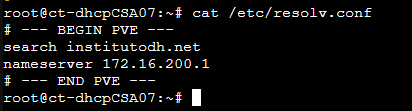 root@ct-dhcpCSA07:~# cat /etc/resolv.conf
# --- BEGIN PVE ---
search institutodh.net
nameserver 172.16.200.1
# --- END PVE ---
root@ct-dhcpCSA07:~#